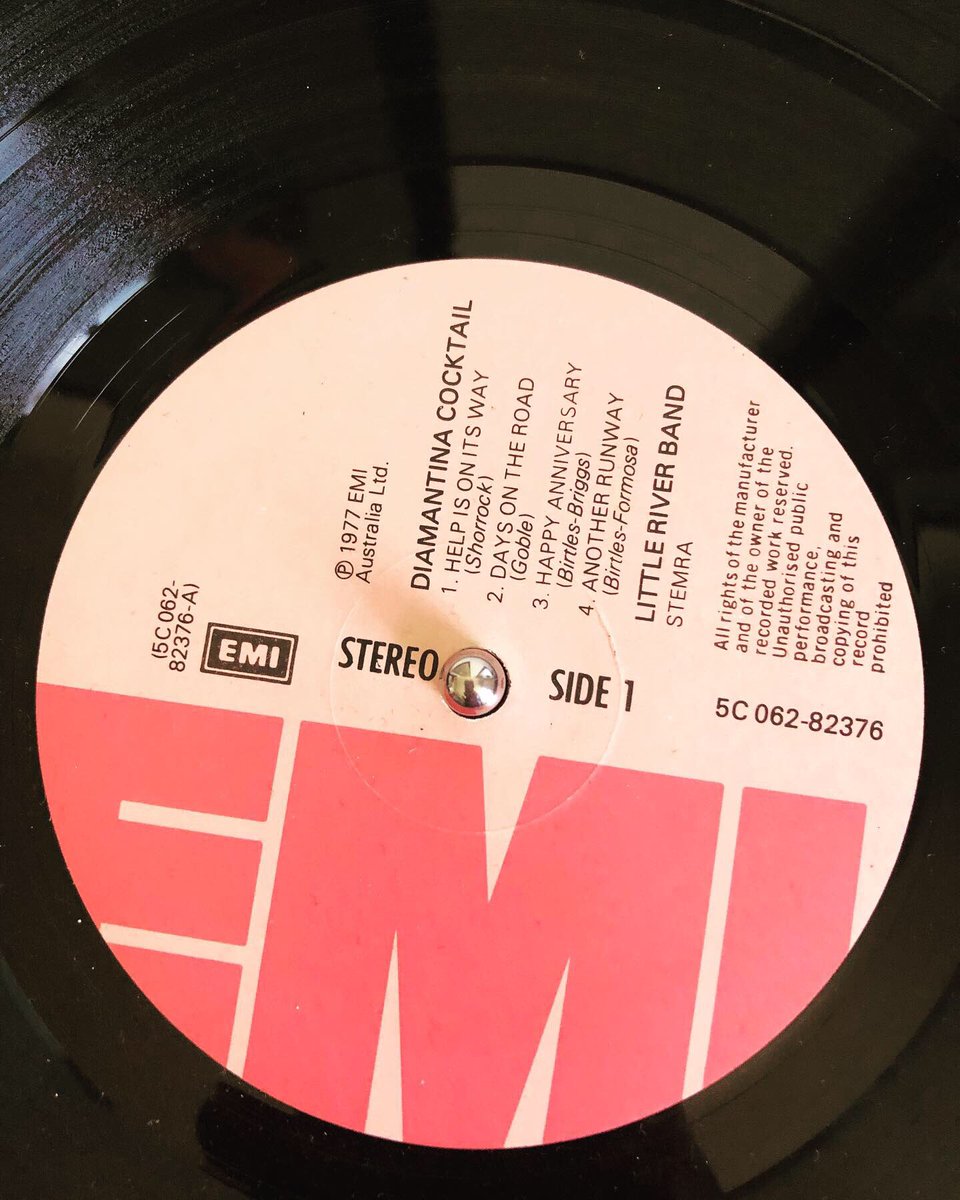 ℗ 1977 EMI
Australia Ltd.
DIAMANTINA COCKTAIL
1. HELP IS ON ITS WAY
(Shorrock)
2. DAYS ON THE ROAD
(Goble)
3. HAPPY ANNIVERSARY
(Birtles-Briggs)
4. ANOTHER RUNWAY
(Birtles-Formosa)
LITTLE RIVER BAND
STEMRA
All rights of the manufacturer
and of the owner of the
recorded work reserved.
Unauthorised public
performance,
broadcasting and
copying of this
record
prohibited
(5C 062-
82376-A)
EMI
STEREO
SIDE 1
5C 062-82376
EMI